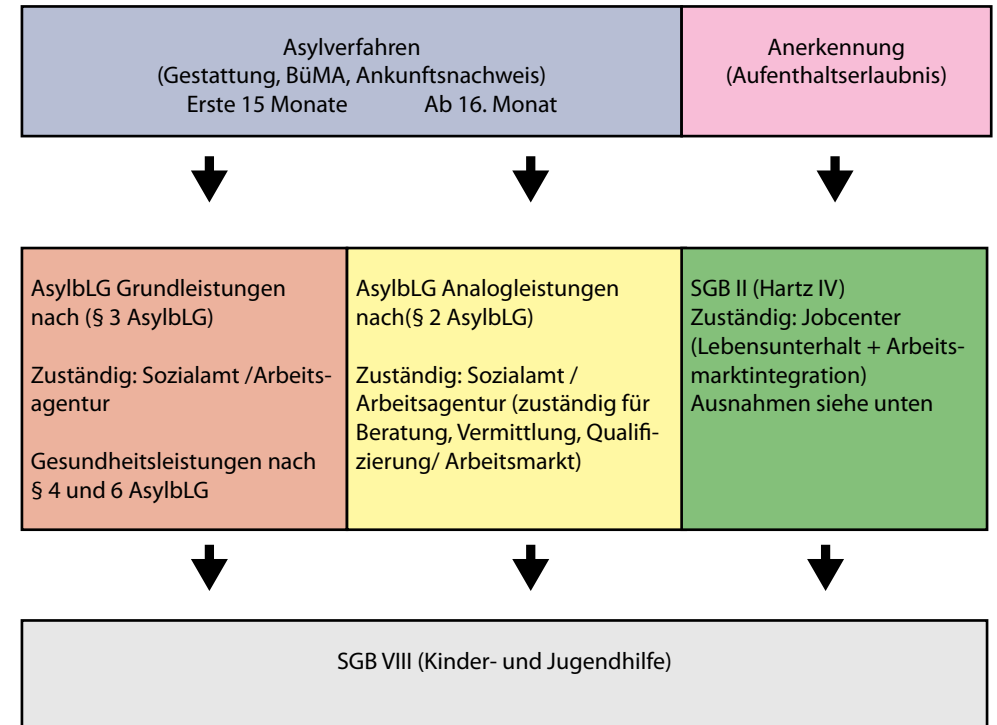 Asylverfahren
(Gestattung, BüMA, Ankunftsnachweis)
Erste 15 Monate Ab 16. Monat
Anerkennung
(Aufenthaltserlaubnis)
AsylbLG Grundleistungen
nach (§ 3 AsylbLG)
Zuständig: Sozialamt /Arbeits-
agentur
Gesundheitsleistungen nach
§ 4 und 6 AsylbLG
AsylbLG Analogleistungen
nach(§ 2 AsylbLG)
Zuständig: Sozialamt /
Arbeitsagentur (zuständig für
Beratung, Vermittlung, Qualifi-
zierung/ Arbeitsmarkt)
SGB II (Hartz IV)
Zuständig: Jobcenter
(Lebensunterhalt + Arbeits-
marktintegration)
Ausnahmen siehe unten
SGB VIII (Kinder- und Jugendhilfe)